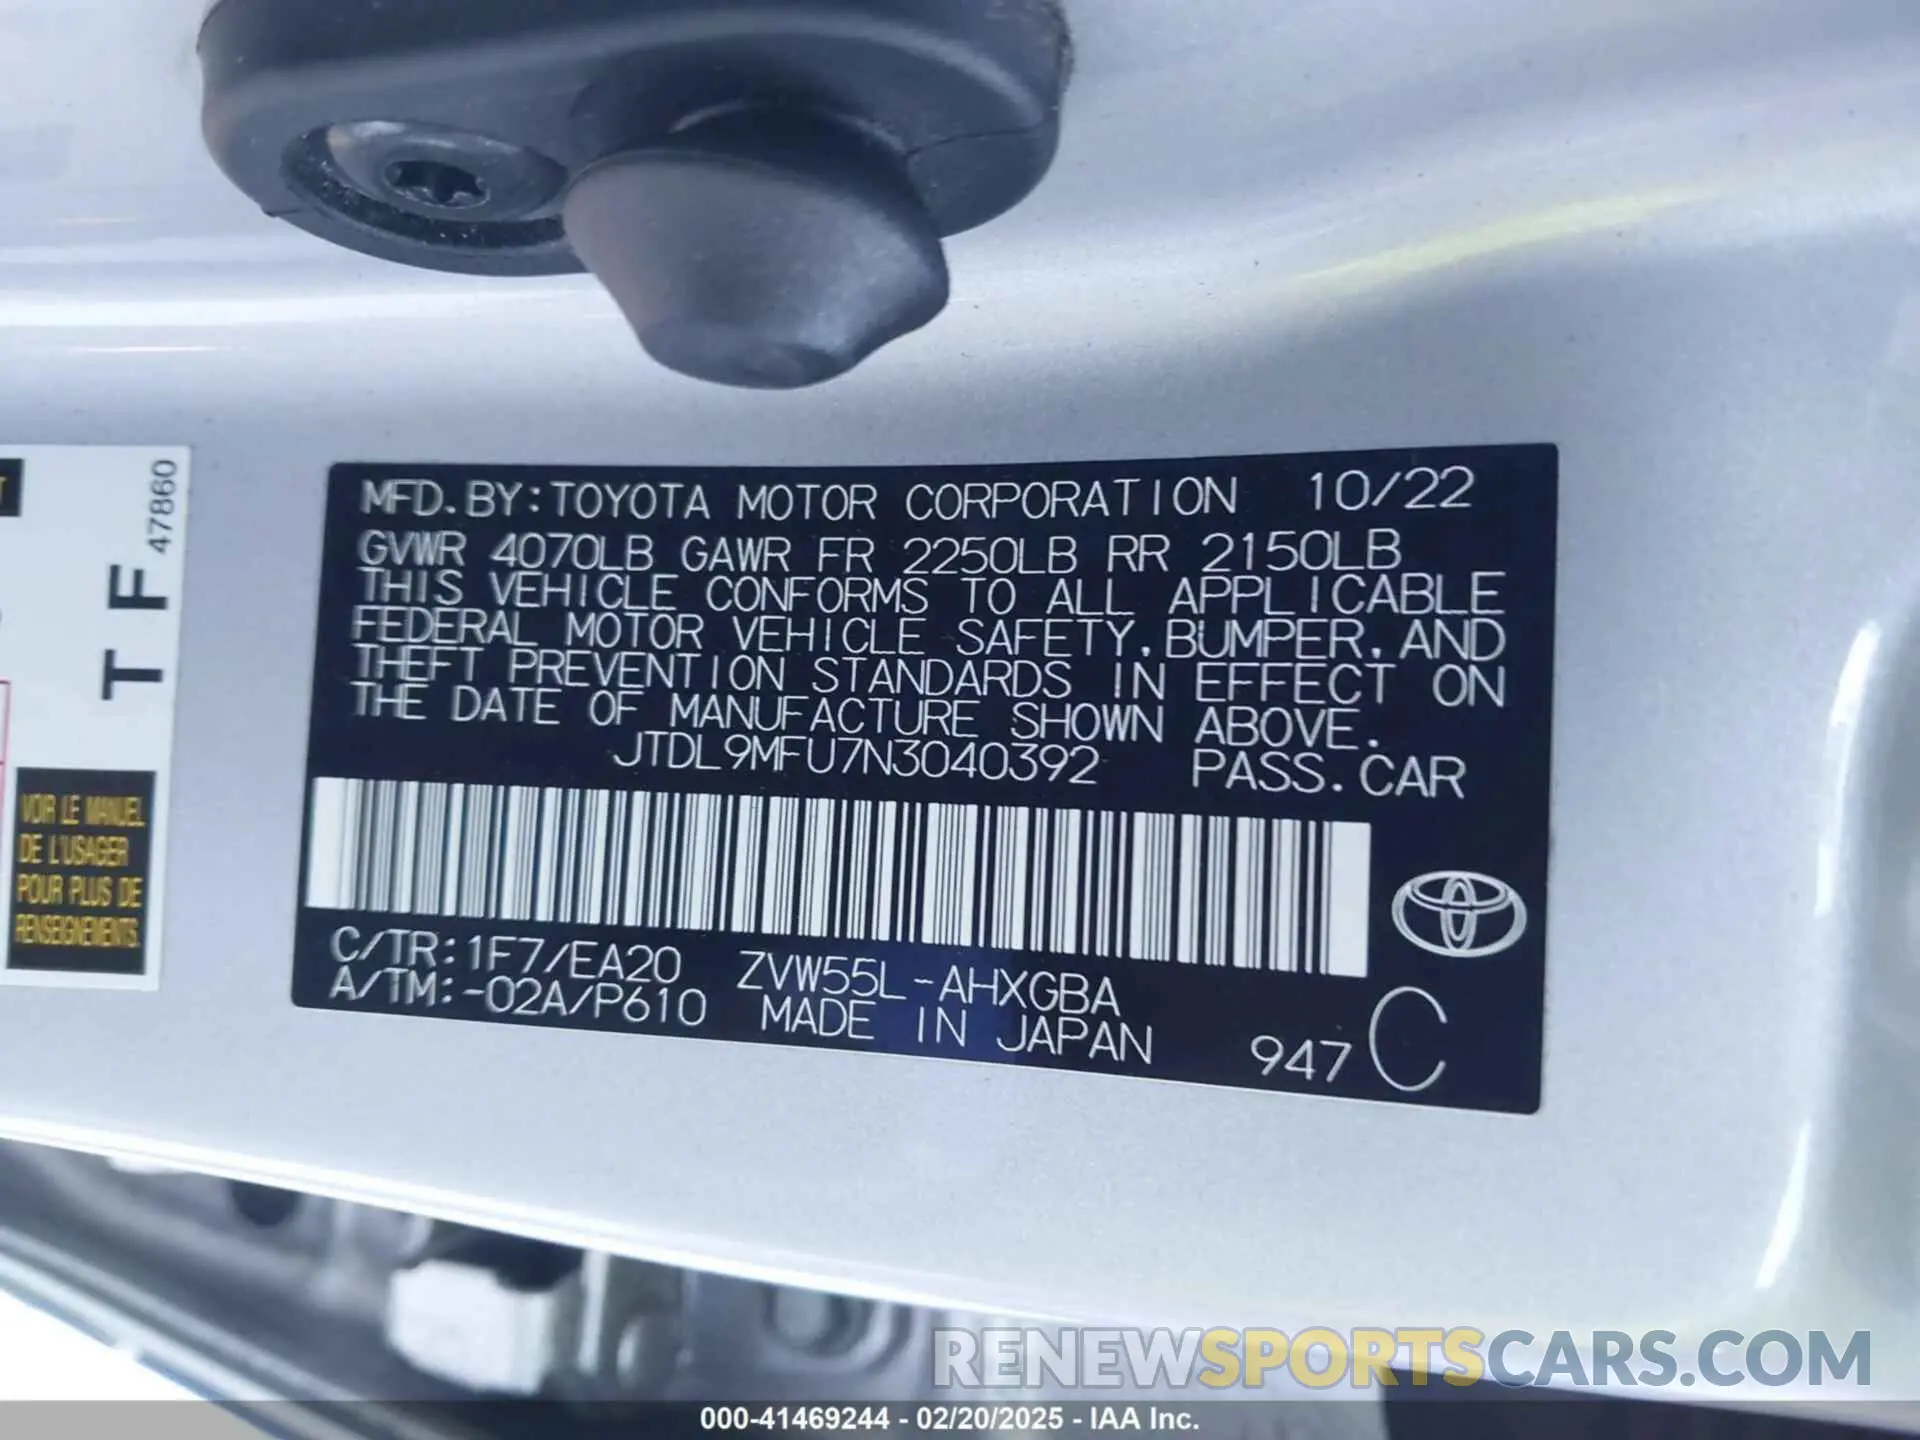 MFD. BY: TOYOTA MOTOR CORPORATION 10/22
GVWR 4070LB GAWR FR 2250LB RR 2150LB
THIS VEHICLE CONFORMS TO ALL APPLICABLE
FEDERAL MOTOR VEHICLE SAFETY, BUMPER, AND
THEFT PREVENTION STANDARDS IN EFFECT ON
THE DATE OF MANUFACTURE SHOWN ABOVE.
JTDL9MFU7N3040392 PASS. CAR
C/TR: 1F7/EA20 ZVW55L-AHXGBA
A/TM: -02A/P610 MADE IN JAPAN 947 C
47860
T F
VOIR LE MANUEL
DE L'USAGER
POUR PLUS DE
RENSEIGNEMENTS.
RENEWSPORTSCARS.COM
000-41469244 - 02/20/2025 - IAA Inc.